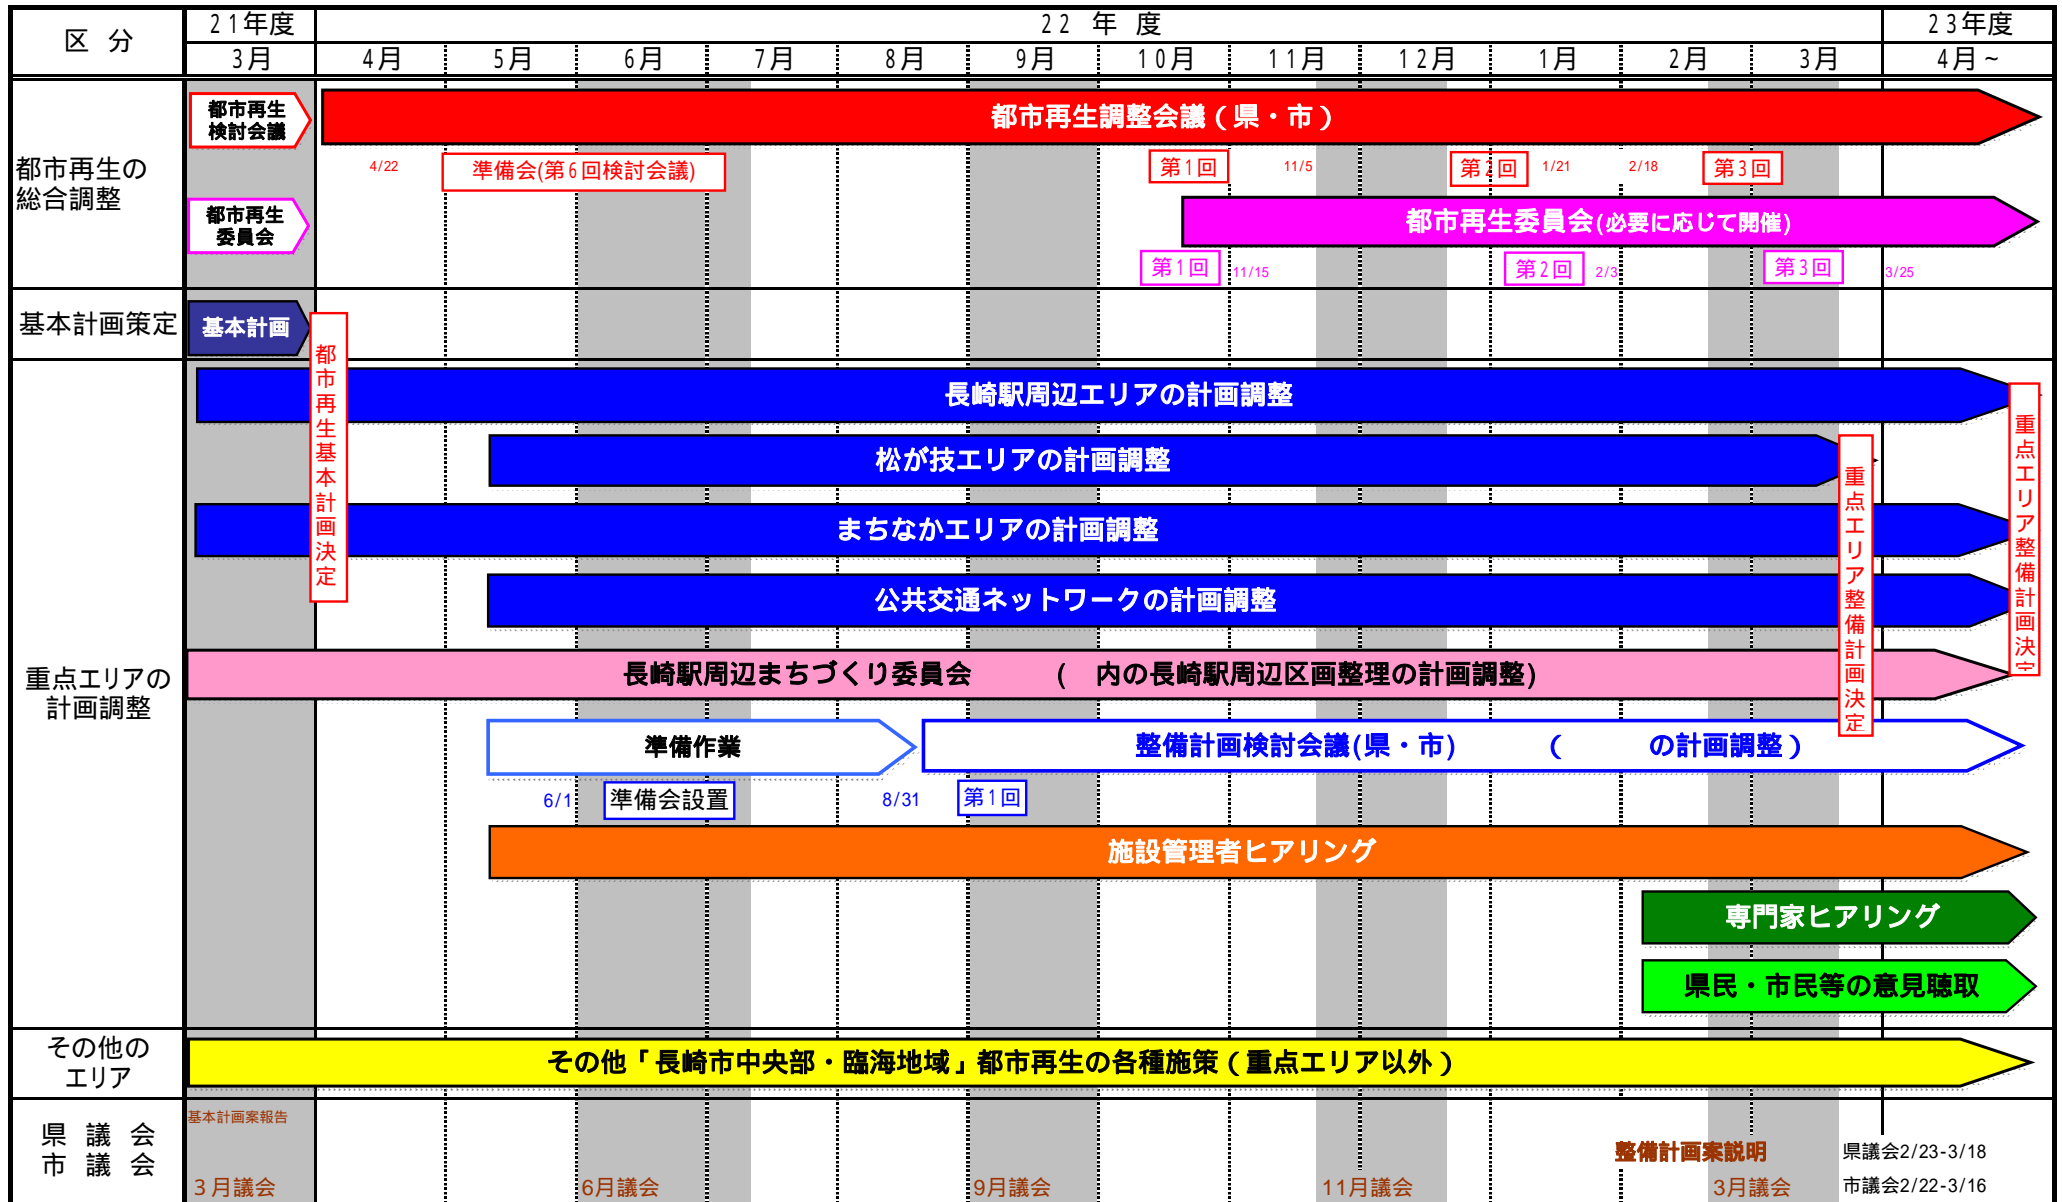 区分
21年度
22年度
23年度
3月
4月
5月
6月
7月
8月
9月
10月
11月
12月
1月
2月
3月
4月~
都市再生の
総合調整
都市再生
検討会議
都市再生調整会議(県・市)
4/22
準備会(第6回検討会議)
第1回
11/5
第2回
1/21
2/18
第3回
都市再生
委員会
都市再生委員会(必要に応じて開催)
第1回
11/15
第2回
2/3
第3回
3/25
基本計画策定
基本計画
都市再生基本計画決定
重点エリアの
計画調整
長崎駅周辺エリアの計画調整
松が技エリアの計画調整
まちなかエリアの計画調整
公共交通ネットワークの計画調整
重点エリア整備計画決定
重点エリア整備計画決定
長崎駅周辺まちづくり委員会 ( 内の長崎駅周辺区画整理の計画調整)
準備作業
整備計画検討会議(県・市) ( の計画調整)
6/1
準備会設置
8/31
第1回
施設管理者ヒアリング
専門家ヒアリング
県民・市民等の意見聴取
その他の
エリア
その他「長崎市中央部・臨海地域」都市再生の各種施策(重点エリア以外)
県議会
市議会
基本計画案報告
整備計画案説明
県議会2/23-3/18
3月議会
6月議会
9月議会
11月議会
3月議会
市議会2/22-3/16